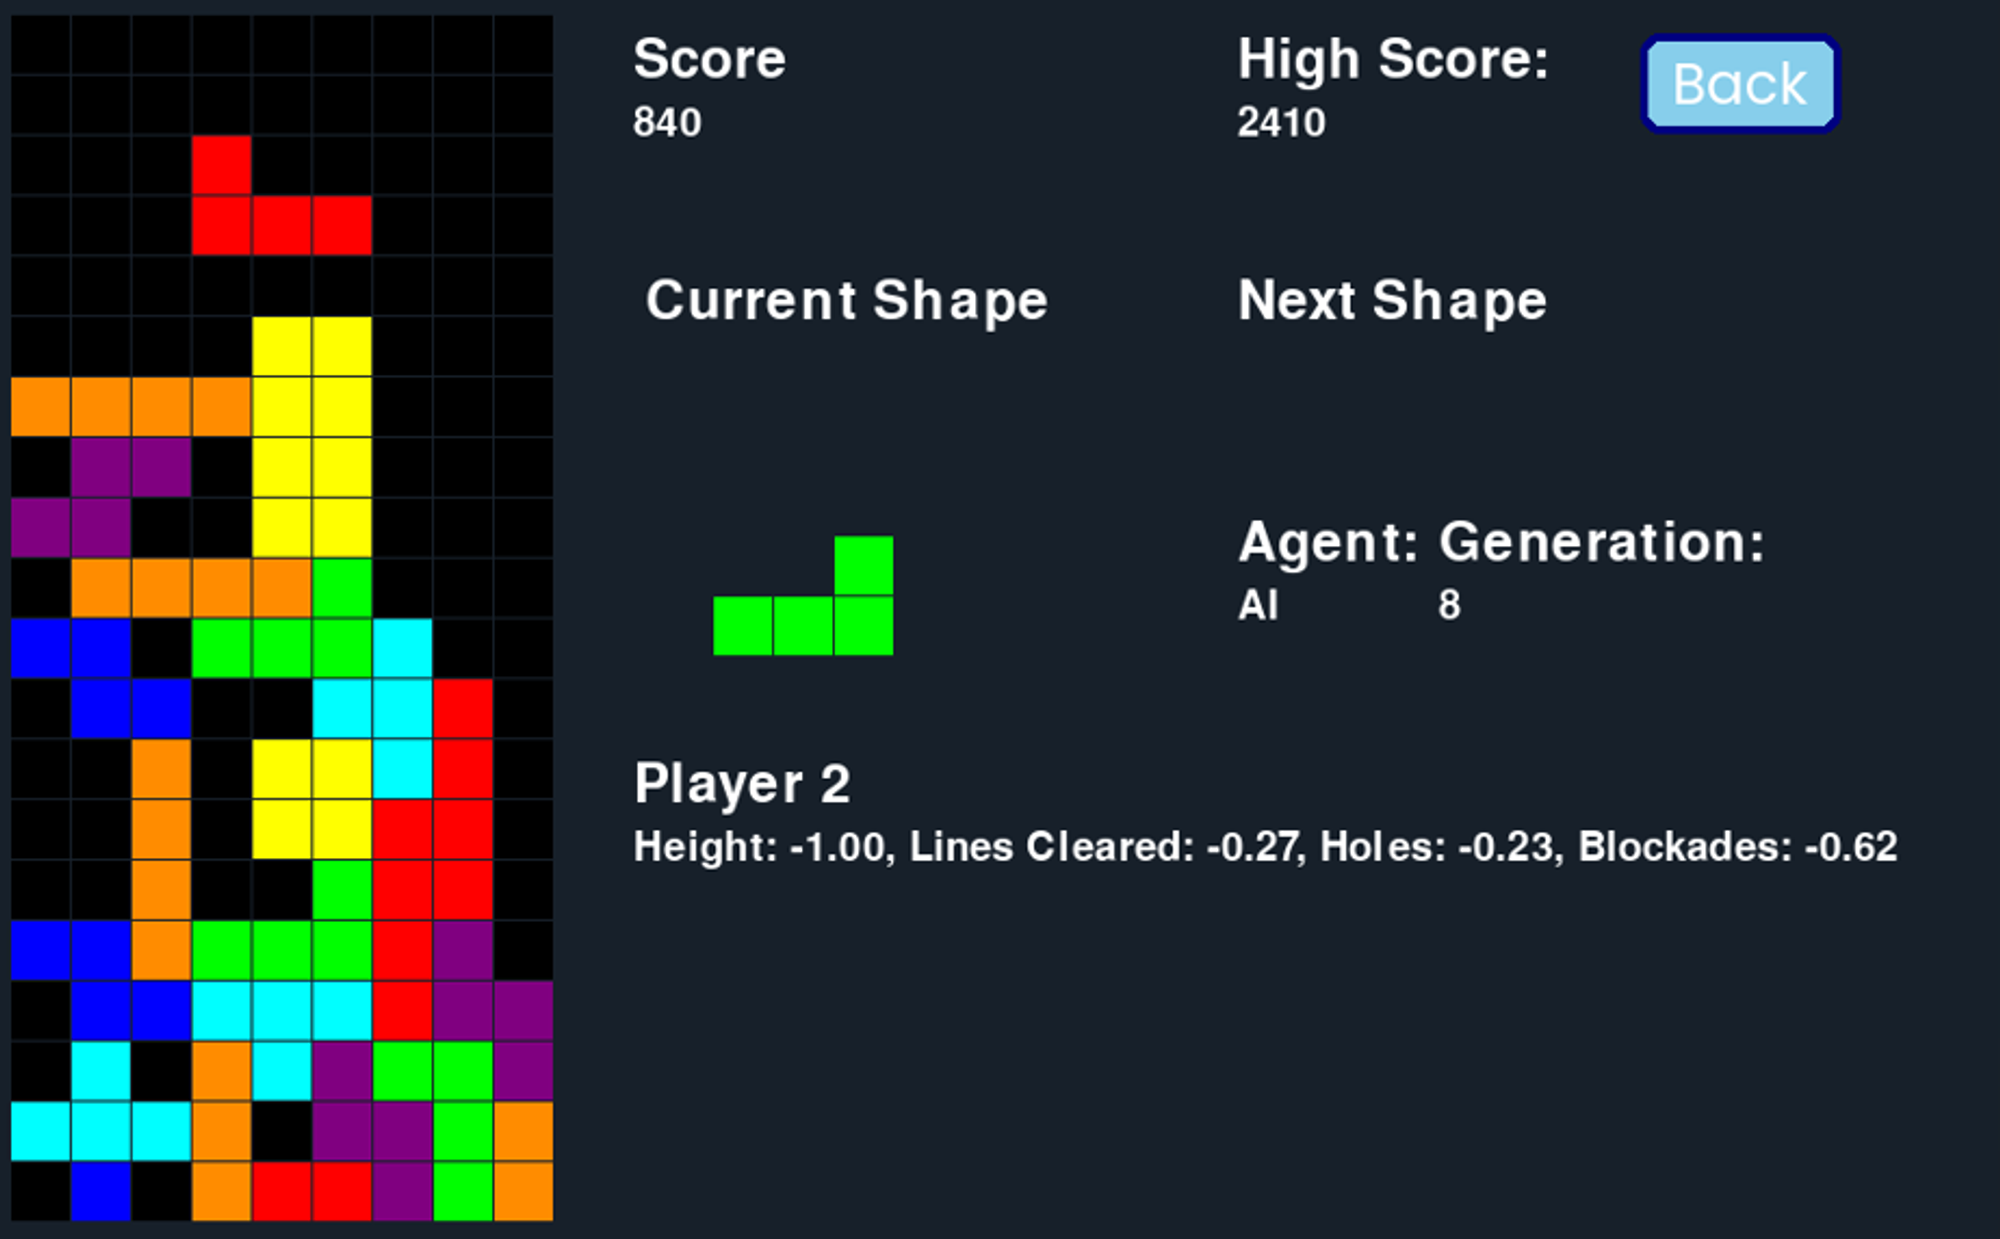 Score
840
High Score:
2410
Back
Current Shape
Next Shape
Agent: Generation:
AI 8
Player 2
Height: -1.00, Lines Cleared: -0.27, Holes: -0.23, Blockades: -0.62